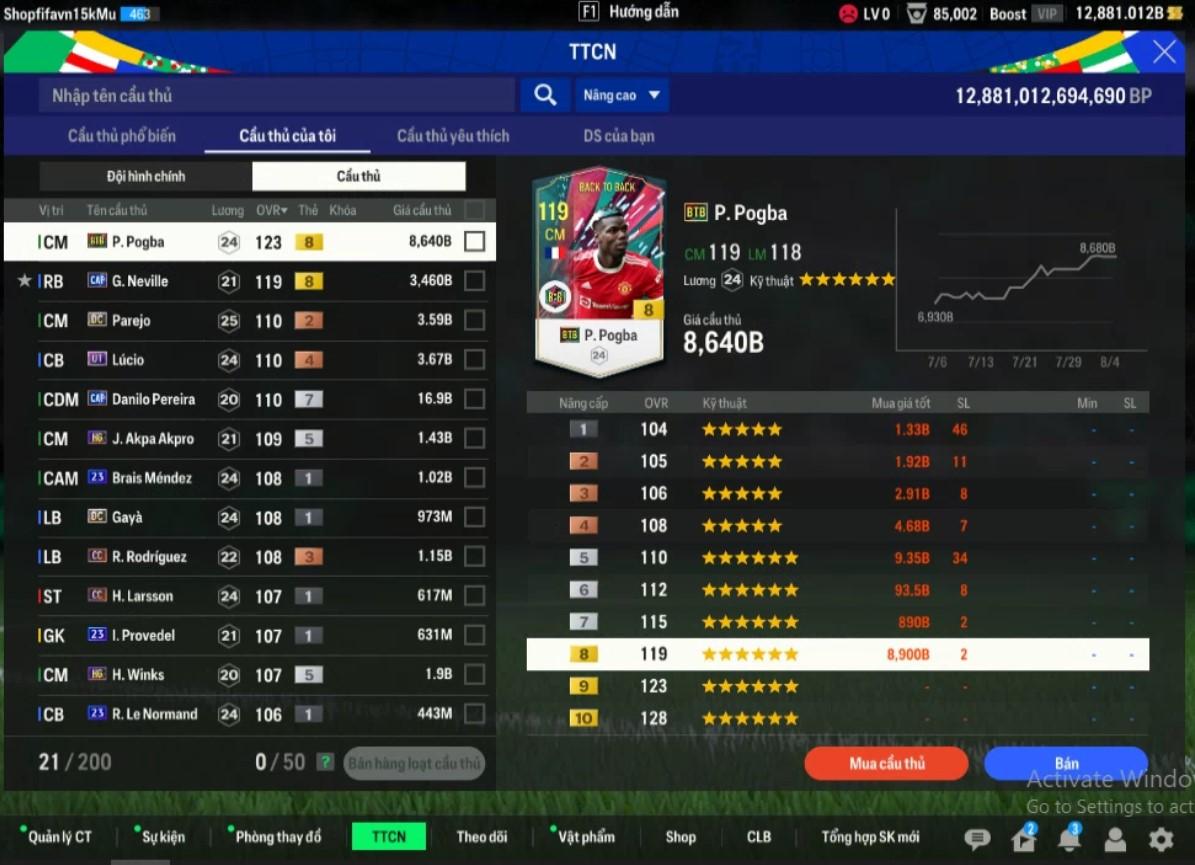 Shopfifavn15kMu 463 F1 Hướng dẫn LV 0 85,002 Boost VIP 12,881.012B
TTCN
Nhập tên cầu thủ Nâng cao 12,881,012,694,690 BP
Cầu thủ phổ biến Cầu thủ của tôi Cầu thủ yêu thích DS của bạn
Đội hình chính Cầu thủ
Vị trí Tên cầu thủ Lương OVR Thẻ Khóa Giá cầu thủ
CM BTB P. Pogba 24 123 8 8,640B
RB CAP G. Neville 21 119 8 3,460B
CM DC Parejo 25 110 2 3.59B
CB UT Lúcio 24 110 4 3.67B
CDM CAP Danilo Pereira 20 110 7 16.9B
CM HG J. Akpa Akpro 21 109 5 1.43B
CAM 23 Brais Méndez 24 108 1 1.02B
LB DC Gayà 24 108 1 973M
LB CC R. Rodríguez 22 108 3 1.15B
ST CC H. Larsson 24 107 1 617M
GK 23 I. Provedel 21 107 1 631M
CM HG H. Winks 20 107 5 1.9B
CB 23 R. Le Normand 24 106 1 443M
21 / 200 0 / 50 ? Bán hàng loạt cầu thủ
BACK TO BACK
119
CM
8
BTB P. Pogba
24
BTB P. Pogba
CM 119 LM 118
Lương 24 Kỹ thuật ★★★★★★
Giá cầu thủ
8,640B
8,680B
6,930B
7/6 7/13 7/21 7/29 8/4
Nâng cấp OVR Kỹ thuật Mua giá tốt SL Min SL
1 104 ★★★★★ 1.33B 46 - -
2 105 ★★★★★ 1.92B 11 - -
3 106 ★★★★★ 2.91B 8 - -
4 108 ★★★★★ 4.68B 7 - -
5 110 ★★★★★★ 9.35B 34 - -
6 112 ★★★★★★ 93.5B 8 - -
7 115 ★★★★★★ 890B 2 - -
8 119 ★★★★★★ 8,900B 2 - -
9 123 ★★★★★★ - - - -
10 128 ★★★★★★ - - - -
Mua cầu thủ Bán
Activate Windo
Go to Settings to act
Quản lý CT Sự kiện Phòng thay đồ TTCN Theo dõi Vật phẩm Shop CLB Tổng hợp SK mới 2 3